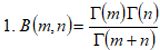 1. B(m,n) = Γ(m)Γ(n) / Γ(m+n)